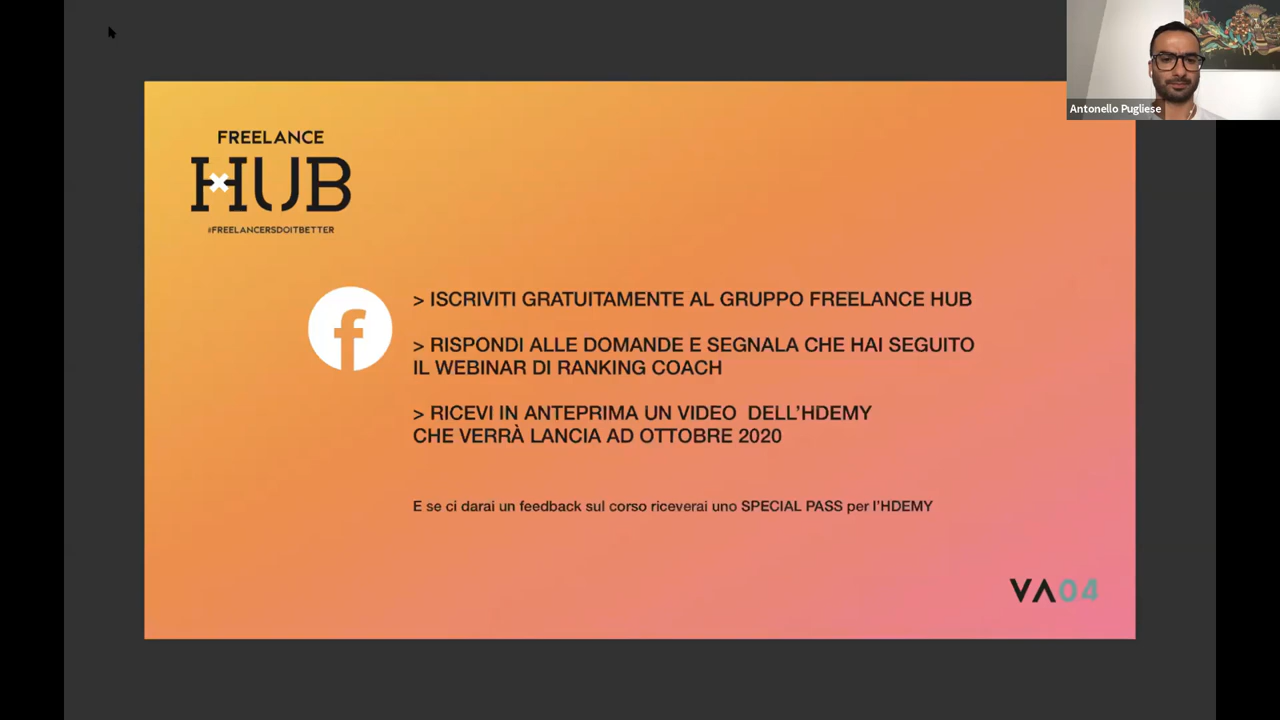 Antonello Pugliese
FREELANCE
HUB
#FREELANCERSDOITBETTER
> ISCRIVITI GRATUITAMENTE AL GRUPPO FREELANCE HUB
> RISPONDI ALLE DOMANDE E SEGNALA CHE HAI SEGUITO
IL WEBINAR DI RANKING COACH
> RICEVI IN ANTEPRIMA UN VIDEO DELL'HDEMY
CHE VERRÀ LANCIA AD OTTOBRE 2020
E se ci darai un feedback sul corso riceverai uno SPECIAL PASS per l'HDEMY
VA04